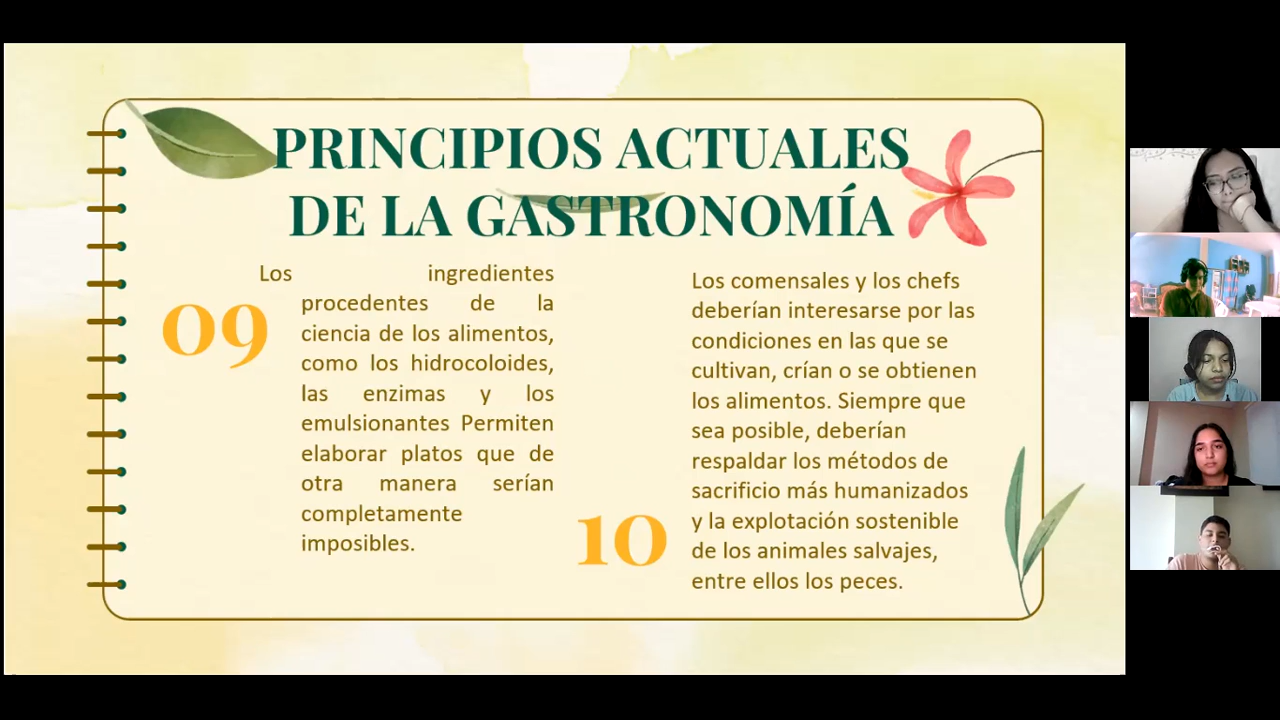 PRINCIPIOS ACTUALES
DE LA GASTRONOMÍA
09
Los ingredientes
procedentes de la
ciencia de los alimentos,
como los hidrocoloides,
las enzimas y los
emulsionantes Permiten
elaborar platos que de
otra manera serían
completamente
imposibles.
10
Los comensales y los chefs
deberían interesarse por las
condiciones en las que se
cultivan, crían o se obtienen
los alimentos. Siempre que
sea posible, deberían
respaldar los métodos de
sacrificio más humanizados
y la explotación sostenible
de los animales salvajes,
entre ellos los peces.